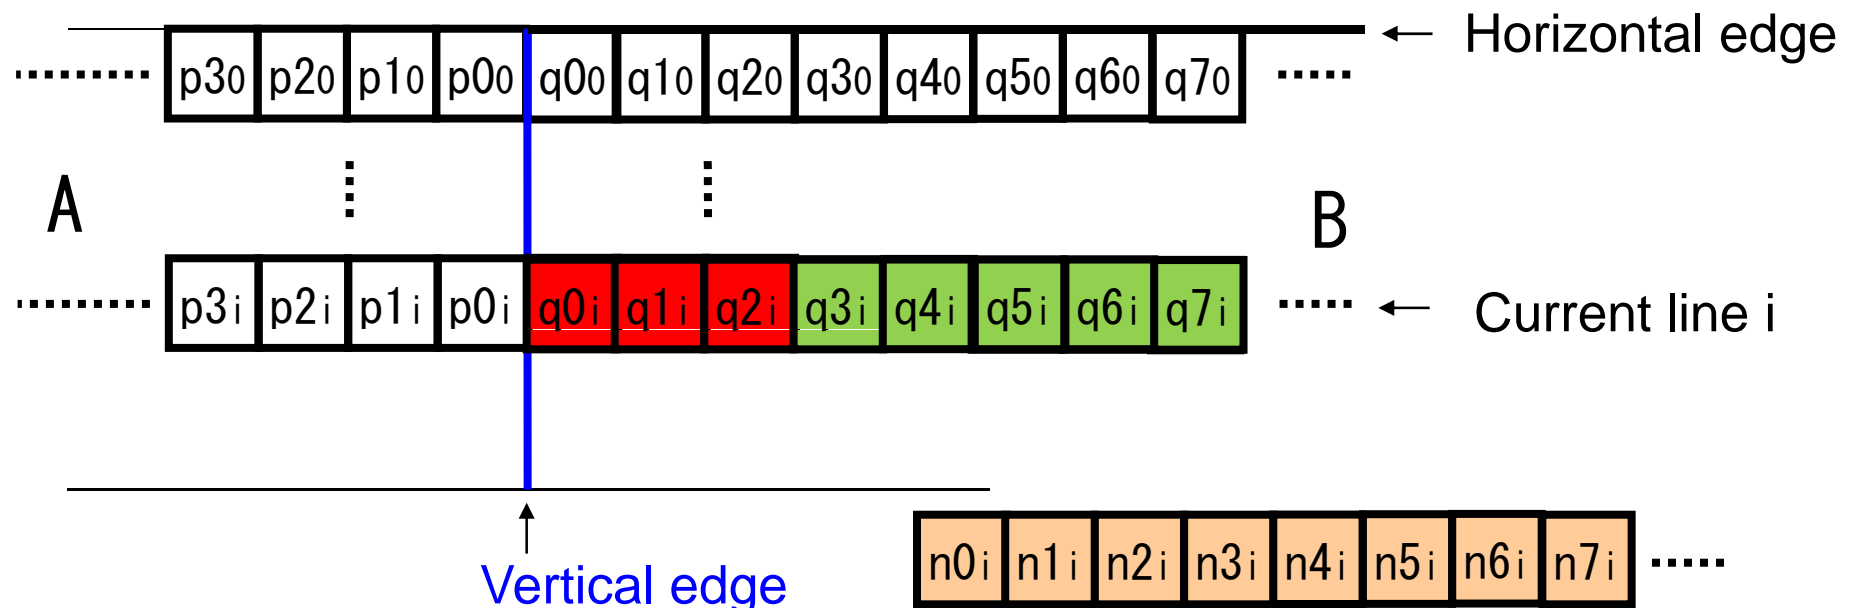 Horizontal edge
p30 p20 p10 p00 q00 q10 q20 q30 q40 q50 q60 q70
A
B
p3i p2i p1i p0i q0i q1i q2i q3i q4i q5i q6i q7i
Current line i
n0i n1i n2i n3i n4i n5i n6i n7i
Vertical edge